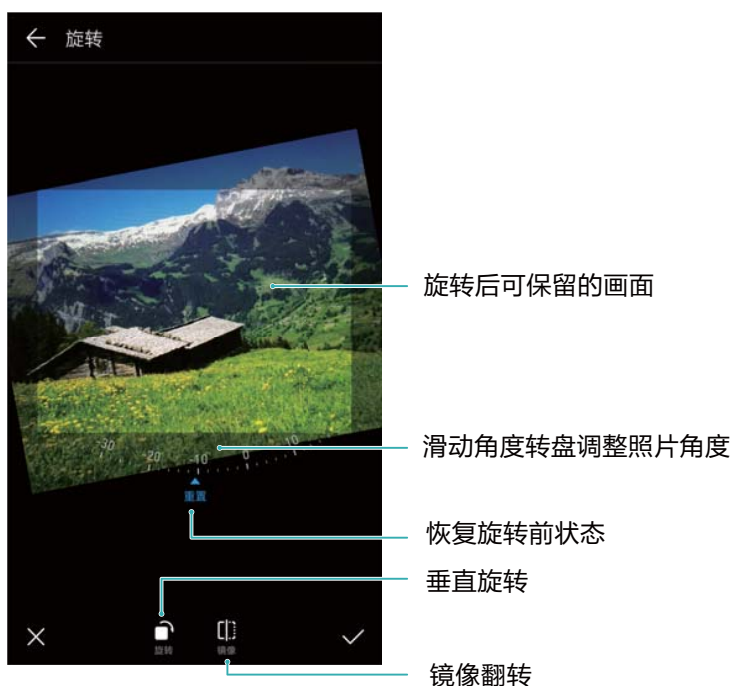 旋转
旋转后可保留的画面
-30 -20 -10 0 10
滑动角度转盘调整照片角度
重置
恢复旋转前状态
垂直旋转
旋转 镜像
镜像翻转